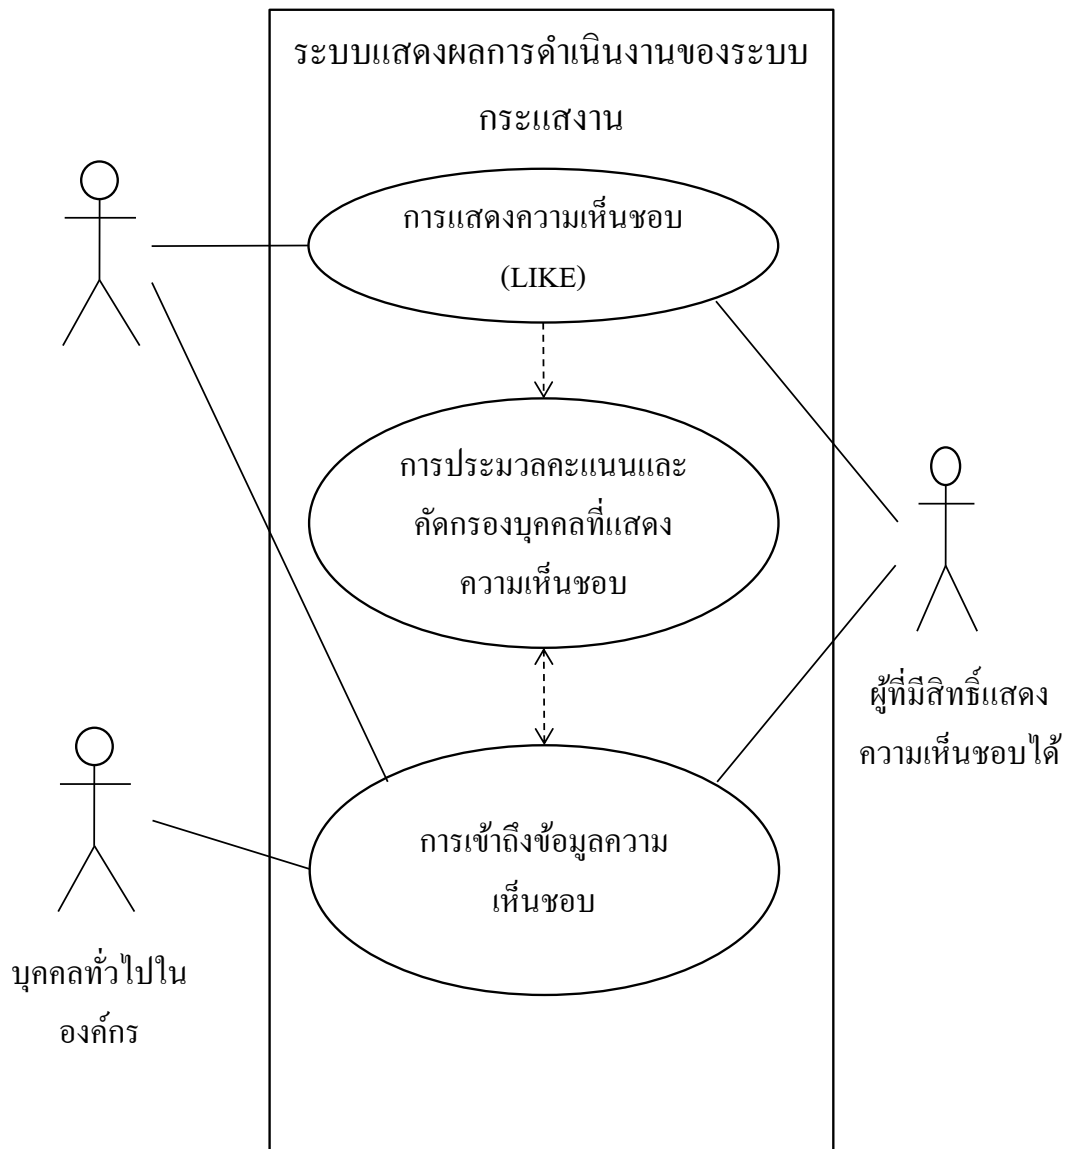 ระบบแสดงผลการดำเนินงานของระบบ
กระแสงาน
การแสดงความเห็นชอบ
(LIKE)
การประมวลคะแนนและ
คัดกรองบุคคลที่แสดง
ความเห็นชอบ
ผู้ที่มีสิทธิ์แสดง
ความเห็นชอบได้
การเข้าถึงข้อมูลความ
เห็นชอบ
บุคคลทั่วไปใน
องค์กร